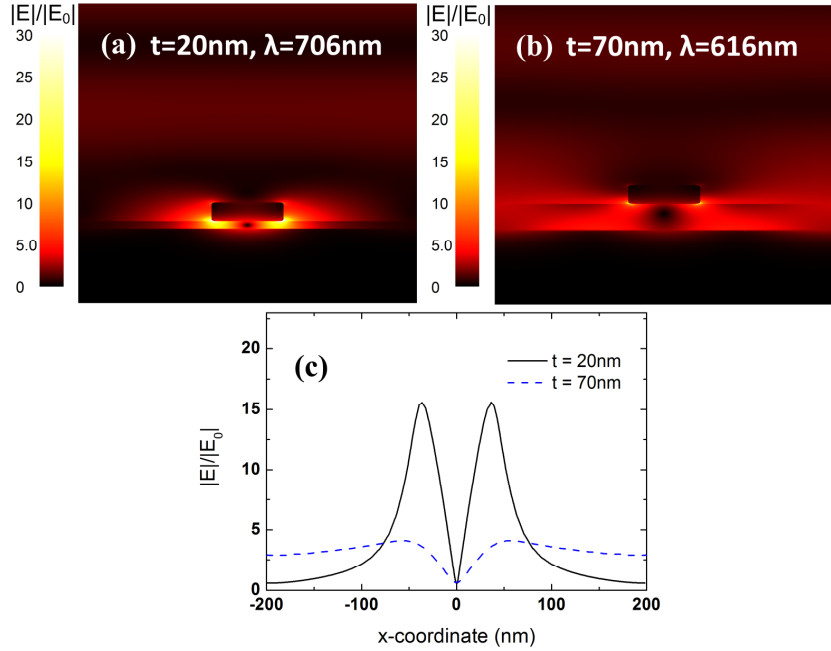 |E|/|E₀|
30
25
20
15
10
5.0
0
(a) t=20nm, λ=706nm
|E|/|E₀|
30
25
20
15
10
5.0
0
(b) t=70nm, λ=616nm
(c)
t = 20nm
t = 70nm
|E|/|E₀|
20
15
10
5
0
-200 -100 0 100 200
x-coordinate (nm)